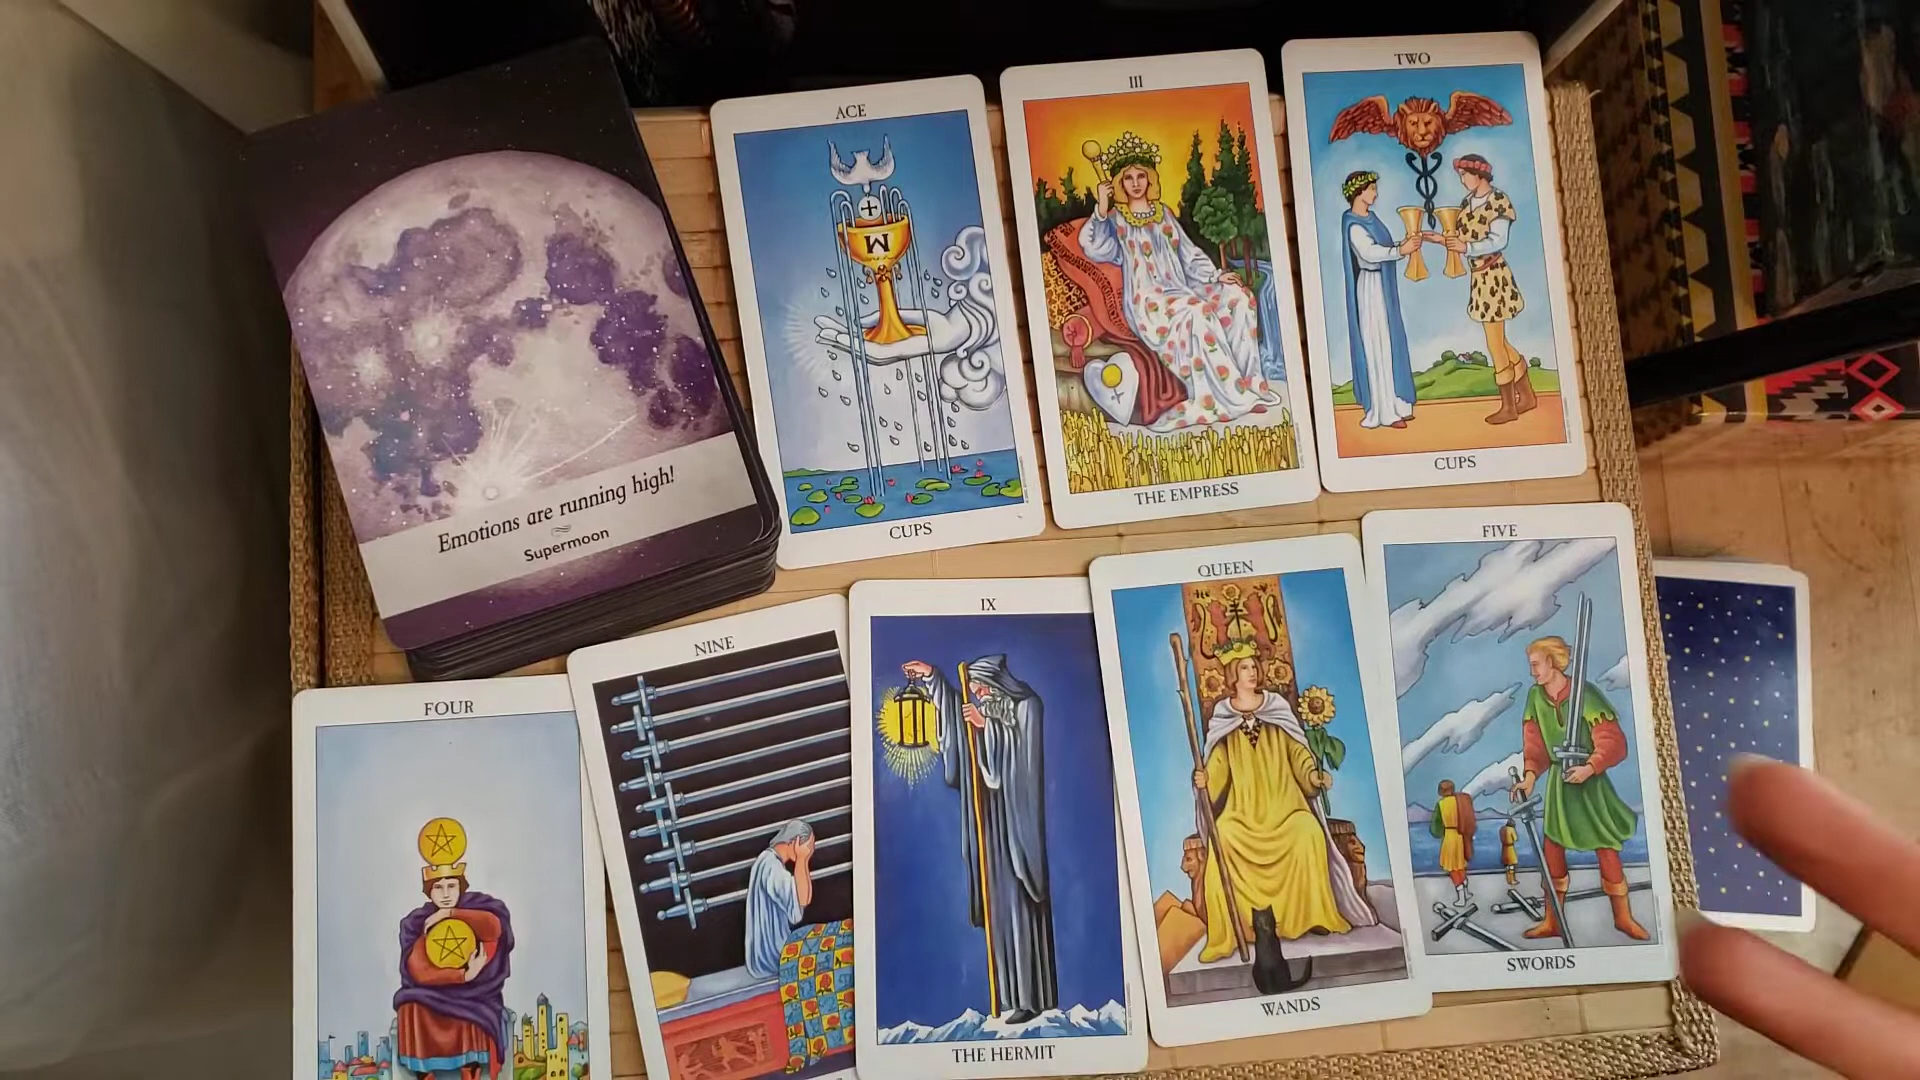 Emotions are running high!
Supermoon
ACE
CUPS
III
THE EMPRESS
TWO
CUPS
FOUR
NINE
IX
THE HERMIT
QUEEN
WANDS
FIVE
SWORDS